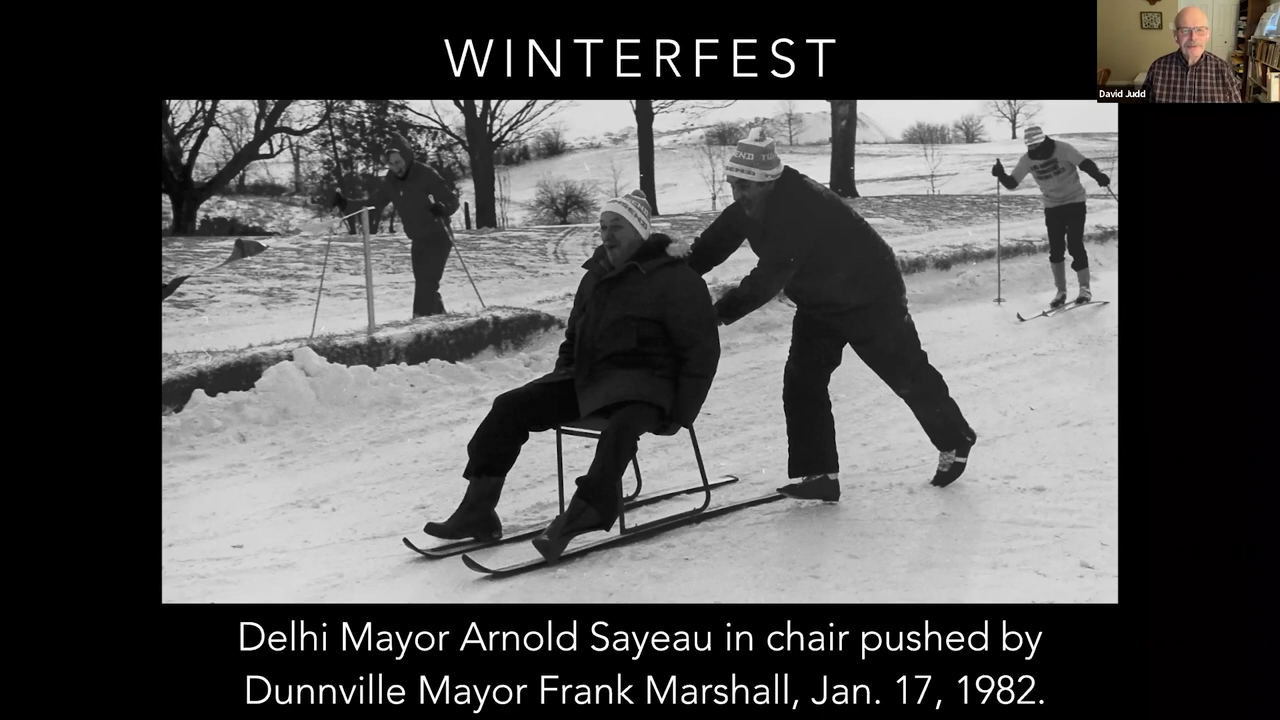 WINTERFEST
David Judd
Delhi Mayor Arnold Sayeau in chair pushed by
Dunnville Mayor Frank Marshall, Jan. 17, 1982.